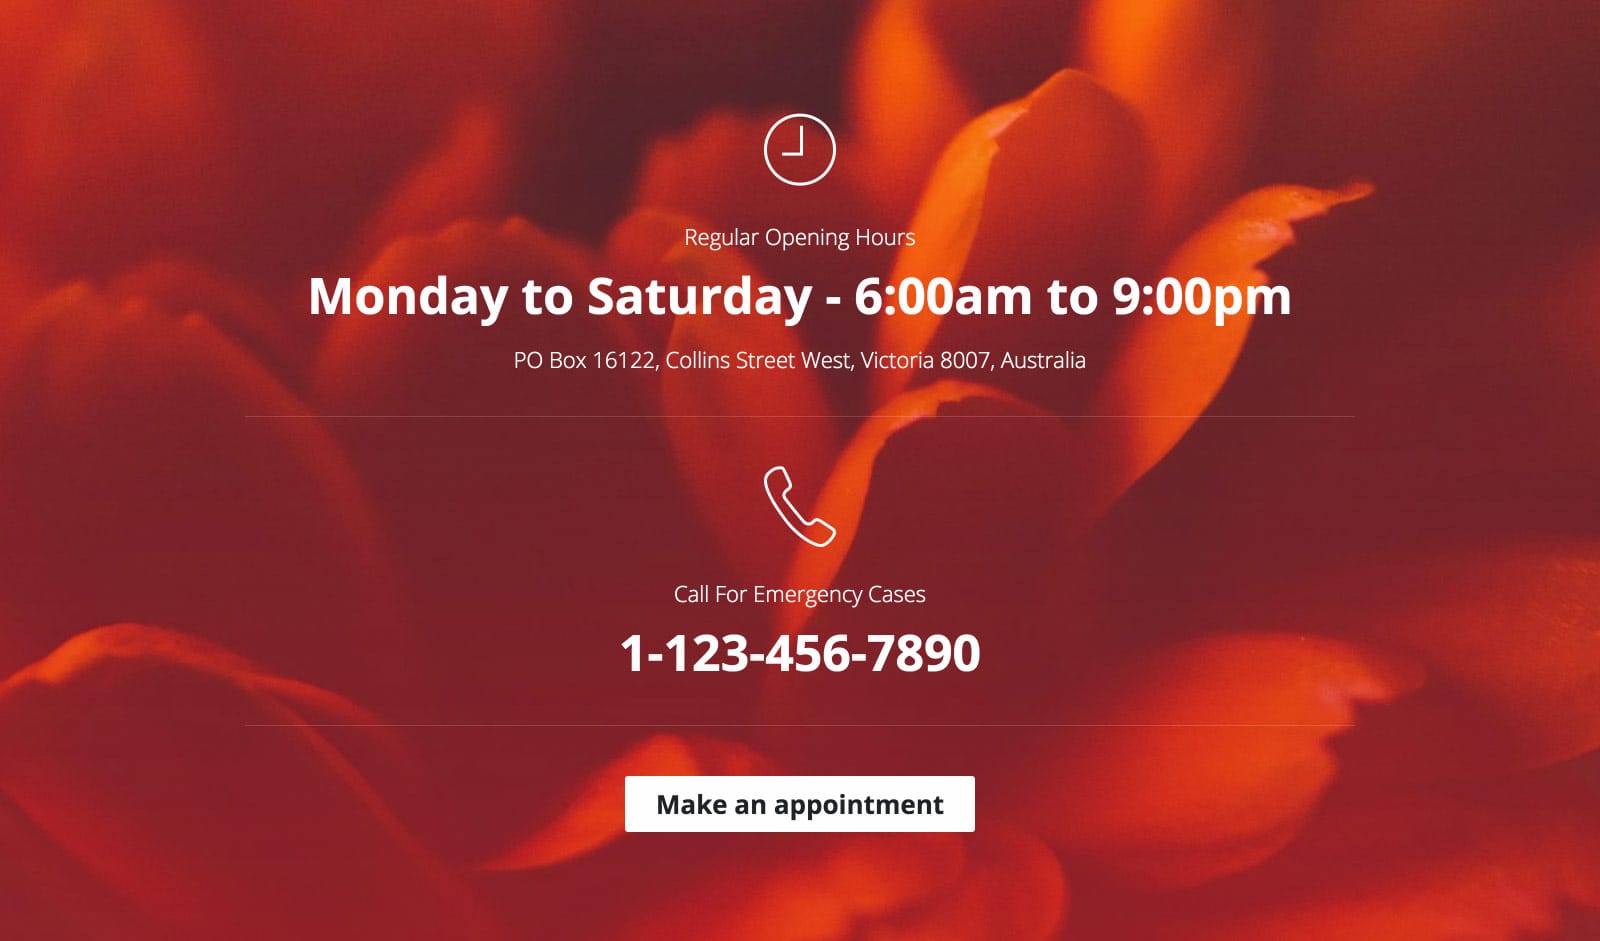 Regular Opening Hours
Monday to Saturday - 6:00am to 9:00pm
PO Box 16122, Collins Street West, Victoria 8007, Australia
Call For Emergency Cases
1-123-456-7890
Make an appointment